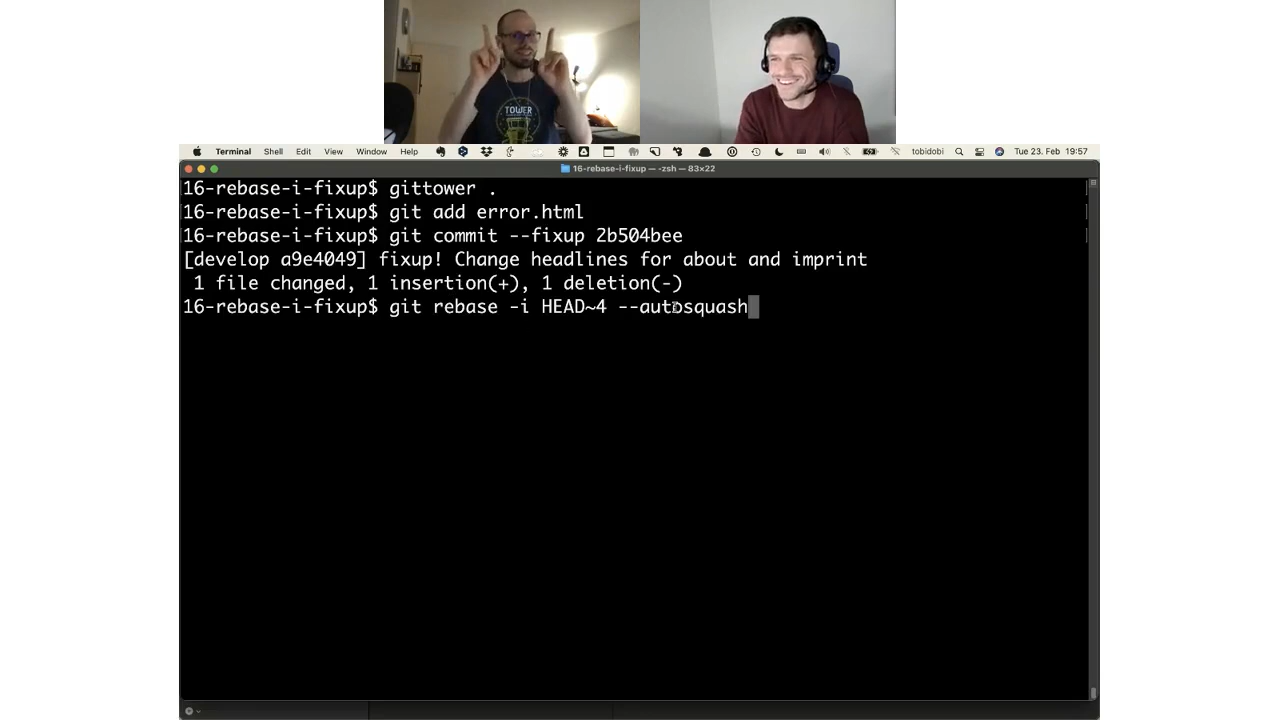 TOWER
Terminal Shell Edit View Window Help tobidobi Tue 23. Feb 19:57
16-rebase-i-fixup — -zsh — 83×22
16-rebase-i-fixup$ gittower .
16-rebase-i-fixup$ git add error.html
16-rebase-i-fixup$ git commit --fixup 2b504bee
[develop a9e4049] fixup! Change headlines for about and imprint
1 file changed, 1 insertion(+), 1 deletion(-)
16-rebase-i-fixup$ git rebase -i HEAD~4 --autosquash